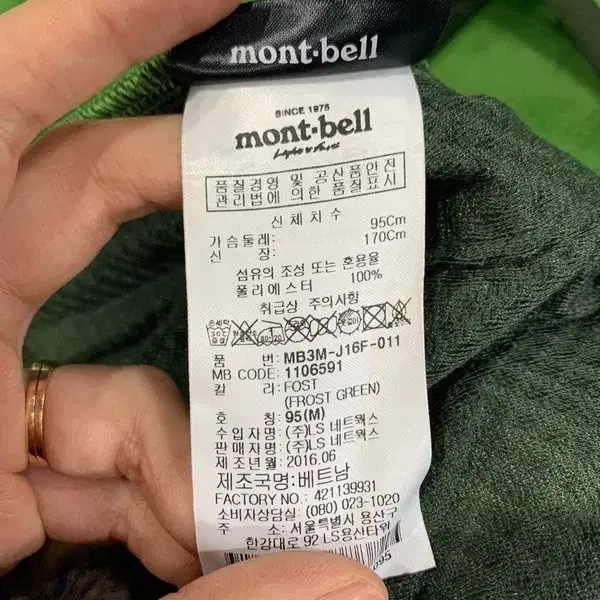 mont·bell
SINCE 1975
mont·bell
Light & Fast
품질경영 및 공산품안전
관리법에 의한 품질표시
신체치수
가슴둘레: 95Cm
신 장: 170Cm
섬유의 조성 또는 혼용율
폴리에스터 100%
취급상 주의사항
품 번: MB3M-J16F-011
MB CODE: 1106591
칼 라: FOST
(FROST GREEN)
호 칭: 95(M)
수입자명: (주)LS 네트웍스
판매자명: (주)LS 네트웍스
제조년월: 2016.06
제조국명:베트남
FACTORY NO.: 421139931
소비자상담실: (080) 023-1020
주 소: 서울특별시 용산구
한강대로 92 LS용산타워